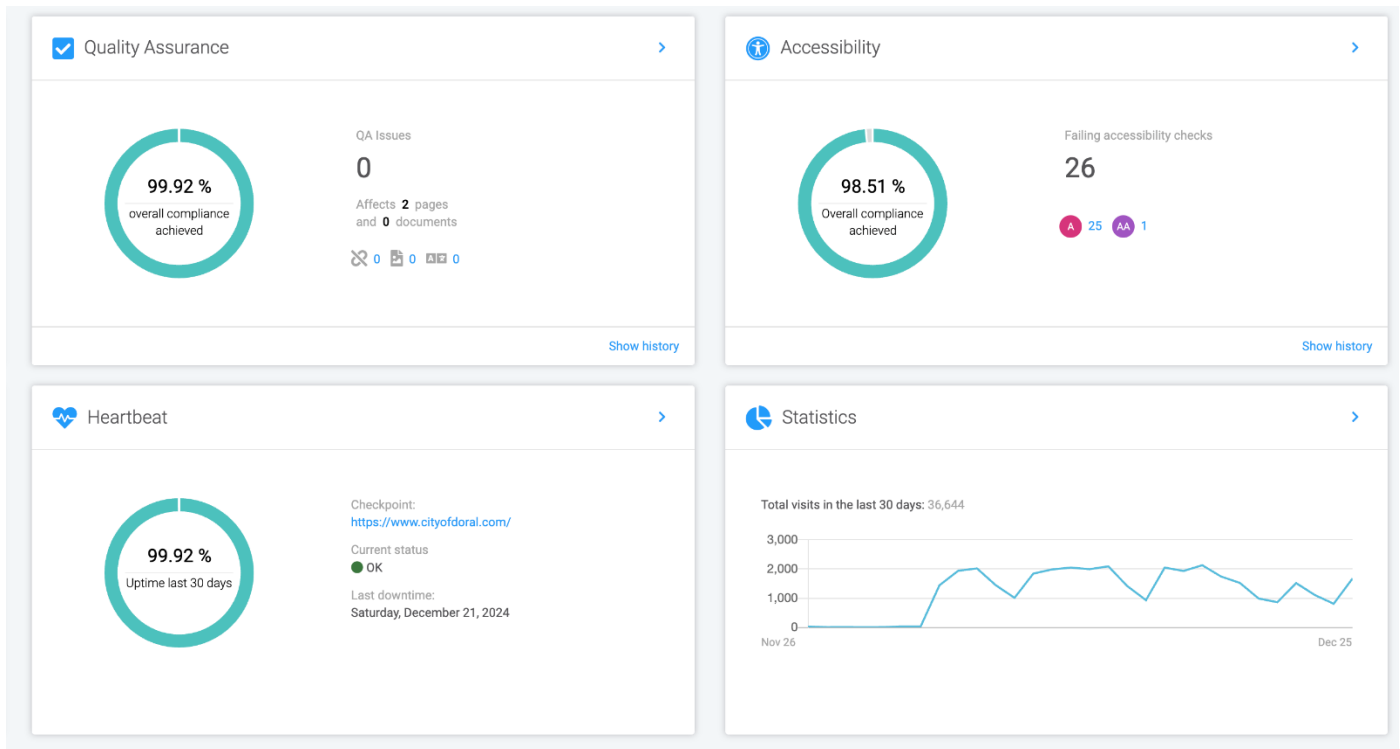 Quality Assurance
99.92 %
overall compliance
achieved
QA Issues
0
Affects 2 pages
and 0 documents
0 0 A 0
Show history
Accessibility
98.51 %
Overall compliance
achieved
Failing accessibility checks
26
A 25 AA 1
Show history
Heartbeat
99.92 %
Uptime last 30 days
Checkpoint:
https://www.cityofdoral.com/
Current status
OK
Last downtime:
Saturday, December 21, 2024
Statistics
Total visits in the last 30 days: 36,644
3,000
2,000
1,000
0
Nov 26
Dec 25